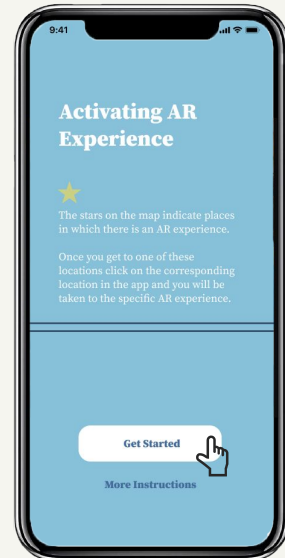 9:41
Activating AR
Experience
The stars on the map indicate places
in which there is an AR experience.
Once you get to one of these
locations click on the corresponding
location in the app and you will be
taken to the specific AR experience.
Get Started
More Instructions